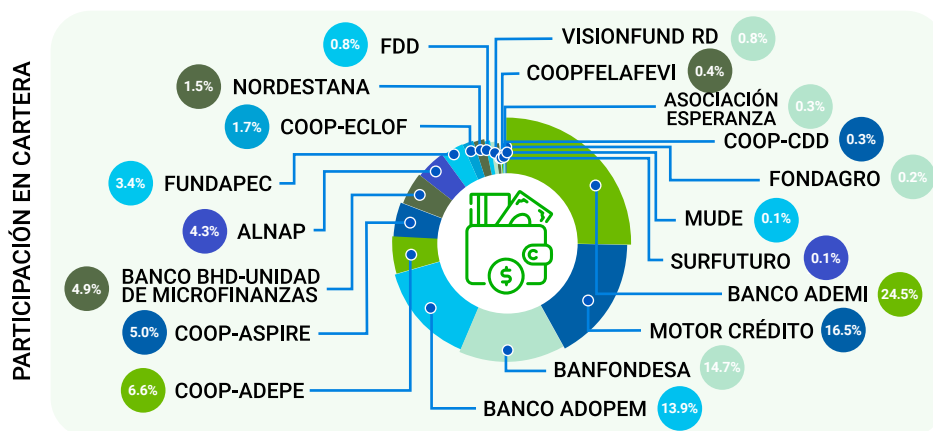 PARTICIPACIÓN EN CARTERA
0.8% FDD
1.5% NORDESTANA
1.7% COOP-ECLOF
3.4% FUNDAPEC
4.3% ALNAP
4.9% BANCO BHD-UNIDAD
DE MICROFINANZAS
5.0% COOP-ASPIRE
6.6% COOP-ADEPE
VISIONFUND RD 0.8%
COOPFELAFEVI 0.4%
ASOCIACIÓN
ESPERANZA 0.3%
COOP-CDD 0.3%
FONDAGRO 0.2%
MUDE 0.1%
SURFUTURO 0.1%
BANCO ADEMI 24.5%
MOTOR CRÉDITO 16.5%
BANFONDESA 14.7%
BANCO ADOPEM 13.9%
C
$